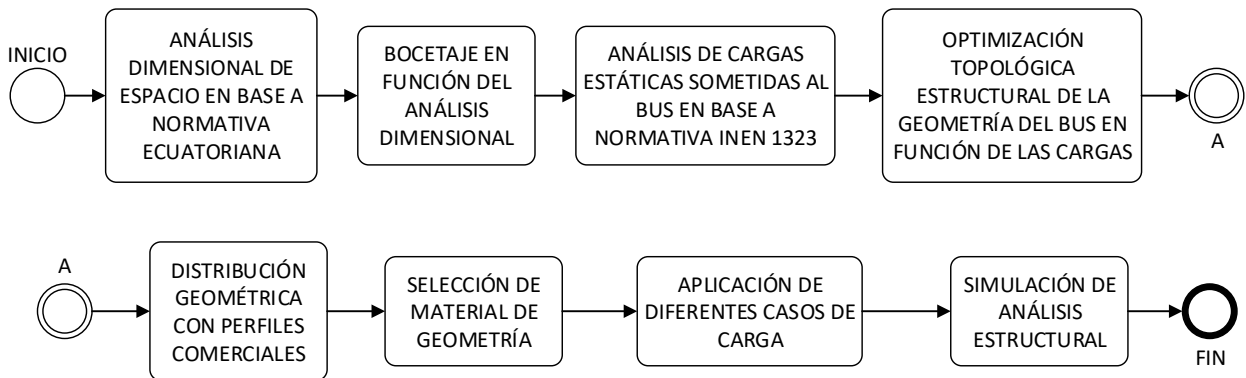 INICIO
ANÁLISIS
DIMENSIONAL DE
ESPACIO EN BASE A
NORMATIVA
ECUATORIANA
BOCETAJE EN
FUNCIÓN DEL
ANÁLISIS
DIMENSIONAL
ANÁLISIS DE CARGAS
ESTÁTICAS SOMETIDAS AL
BUS EN BASE A
NORMATIVA INEN 1323
OPTIMIZACIÓN
TOPOLÓGICA
ESTRUCTURAL DE LA
GEOMETRÍA DEL BUS EN
FUNCIÓN DE LAS CARGAS
A
A
DISTRIBUCIÓN
GEOMÉTRICA
CON PERFILES
COMERCIALES
SELECCIÓN DE
MATERIAL DE
GEOMETRÍA
APLICACIÓN DE
DIFERENTES CASOS DE
CARGA
SIMULACIÓN DE
ANÁLISIS
ESTRUCTURAL
FIN